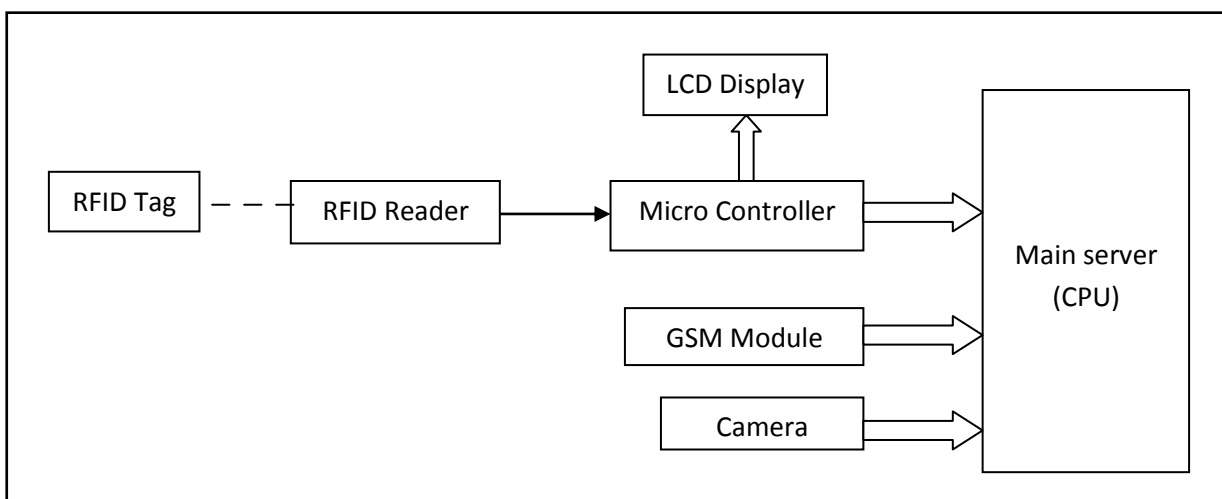 LCD Display
RFID Tag
RFID Reader
Micro Controller
Main server
(CPU)
GSM Module
Camera